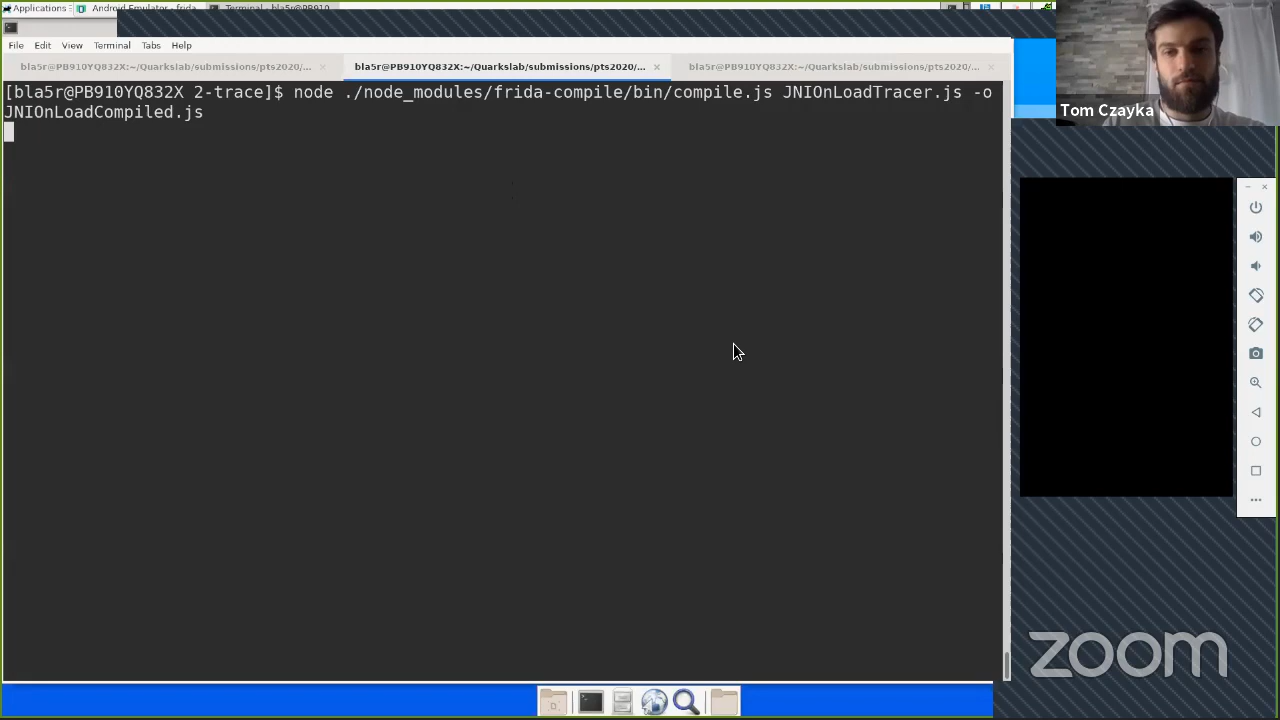 Applications
Android Emulator - frida
Terminal - bla5r@PB910
File Edit View Terminal Tabs Help
bla5r@PB910YQ832X:~/Quarkslab/submissions/pts2020/...
bla5r@PB910YQ832X:~/Quarkslab/submissions/pts2020/...
bla5r@PB910YQ832X:~/Quarkslab/submissions/pts2020/...
[bla5r@PB910YQ832X 2-trace]$ node ./node_modules/frida-compile/bin/compile.js JNIOnLoadTracer.js -o
JNIOnLoadCompiled.js
Tom Czayka
zoom